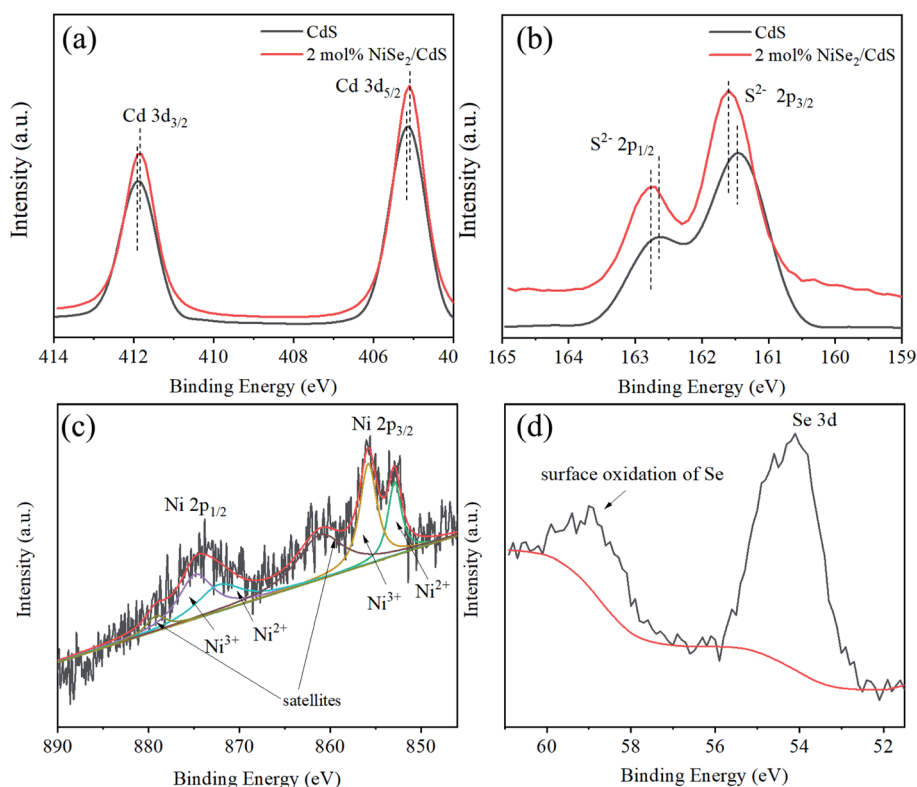 (a)
CdS
2 mol% NiSe₂/CdS
Cd 3d₅/₂
Cd 3d₃/₂
Intensity (a.u.)
414 412 410 408 406 40
Binding Energy (eV)
(b)
CdS
2 mol% NiSe₂/CdS
S²⁻ 2p₃/₂
S²⁻ 2p₁/₂
Intensity (a.u.)
165 164 163 162 161 160 159
Binding Energy (eV)
(c)
Ni 2p₃/₂
Ni 2p₁/₂
Ni³⁺
Ni²⁺
Ni³⁺
Ni²⁺
satellites
Intensity (a.u.)
890 880 870 860 850
Binding Energy (eV)
(d)
Se 3d
surface oxidation of Se
Intensity (a.u.)
60 58 56 54 52
Binding Energy (eV)